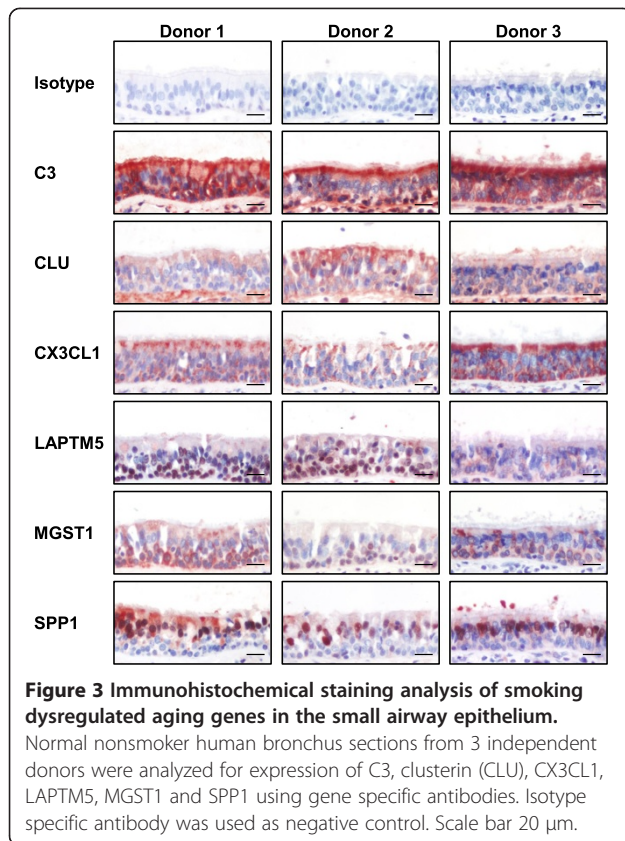 Donor 1 Donor 2 Donor 3
Isotype
C3
CLU
CX3CL1
LAPTM5
MGST1
SPP1
Figure 3 Immunohistochemical staining analysis of smoking
dysregulated aging genes in the small airway epithelium.
Normal nonsmoker human bronchus sections from 3 independent
donors were analyzed for expression of C3, clusterin (CLU), CX3CL1,
LAPTM5, MGST1 and SPP1 using gene specific antibodies. Isotype
specific antibody was used as negative control. Scale bar 20 μm.